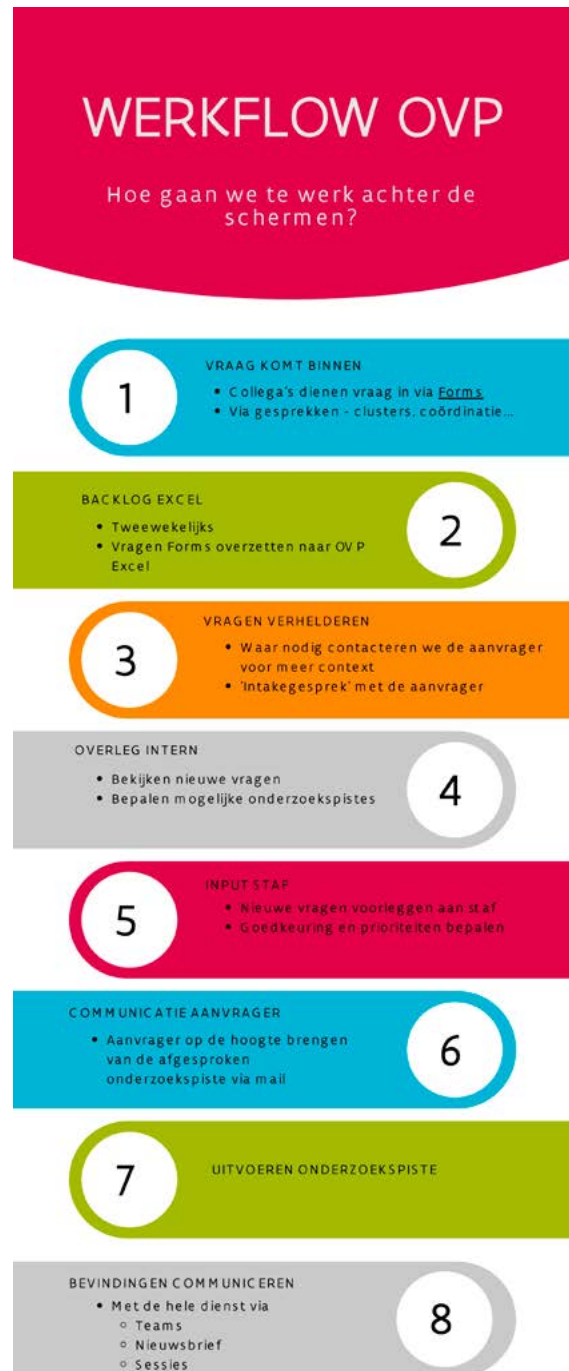 WERKFLOW OVP
Hoe gaan we te werk achter de
schermen?
1
VRAAG KOMT BINNEN
• Collega's dienen vraag in via Forms
• Via gesprekken - clusters, coördinatie...
BACKLOG EXCEL
• Tweewekelijks
• Vragen Forms overzetten naar OVP
Excel
2
3
VRAGEN VERHELDEREN
• Waar nodig contacteren we de aanvrager
voor meer context
• 'Intakegesprek' met de aanvrager
OVERLEG INTERN
• Bekijken nieuwe vragen
• Bepalen mogelijke onderzoekspistes
4
5
INPUT STAF
• Nieuwe vragen voorleggen aan staf
• Goedkeuring en prioriteiten bepalen
COMMUNICATIE AANVRAGER
• Aanvrager op de hoogte brengen
van de afgesproken
onderzoekspiste via mail
6
7
UITVOEREN ONDERZOEKSPISTE
BEVINDINGEN COMMUNICEREN
• Met de hele dienst via
○ Teams
○ Nieuwsbrief
○ Sessies
8